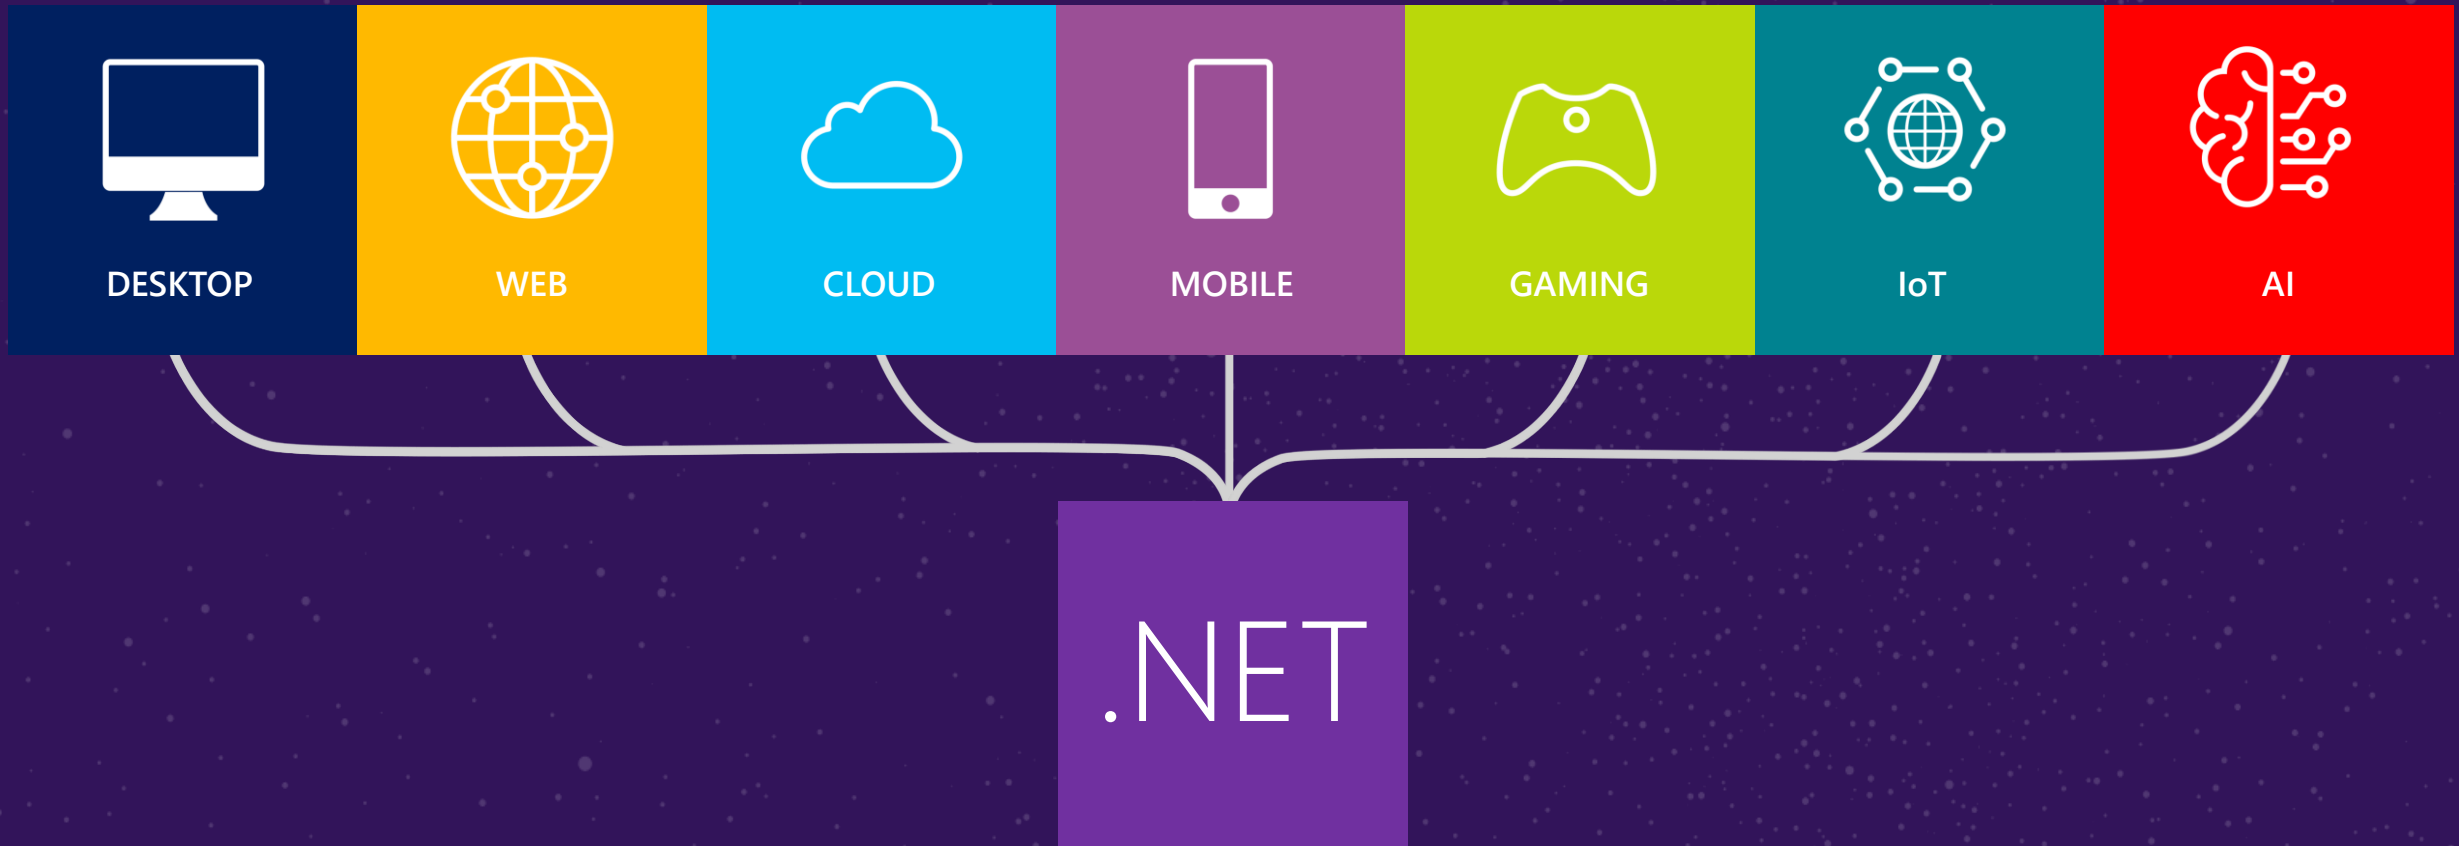 DESKTOP
WEB
CLOUD
MOBILE
GAMING
IoT
AI
.NET